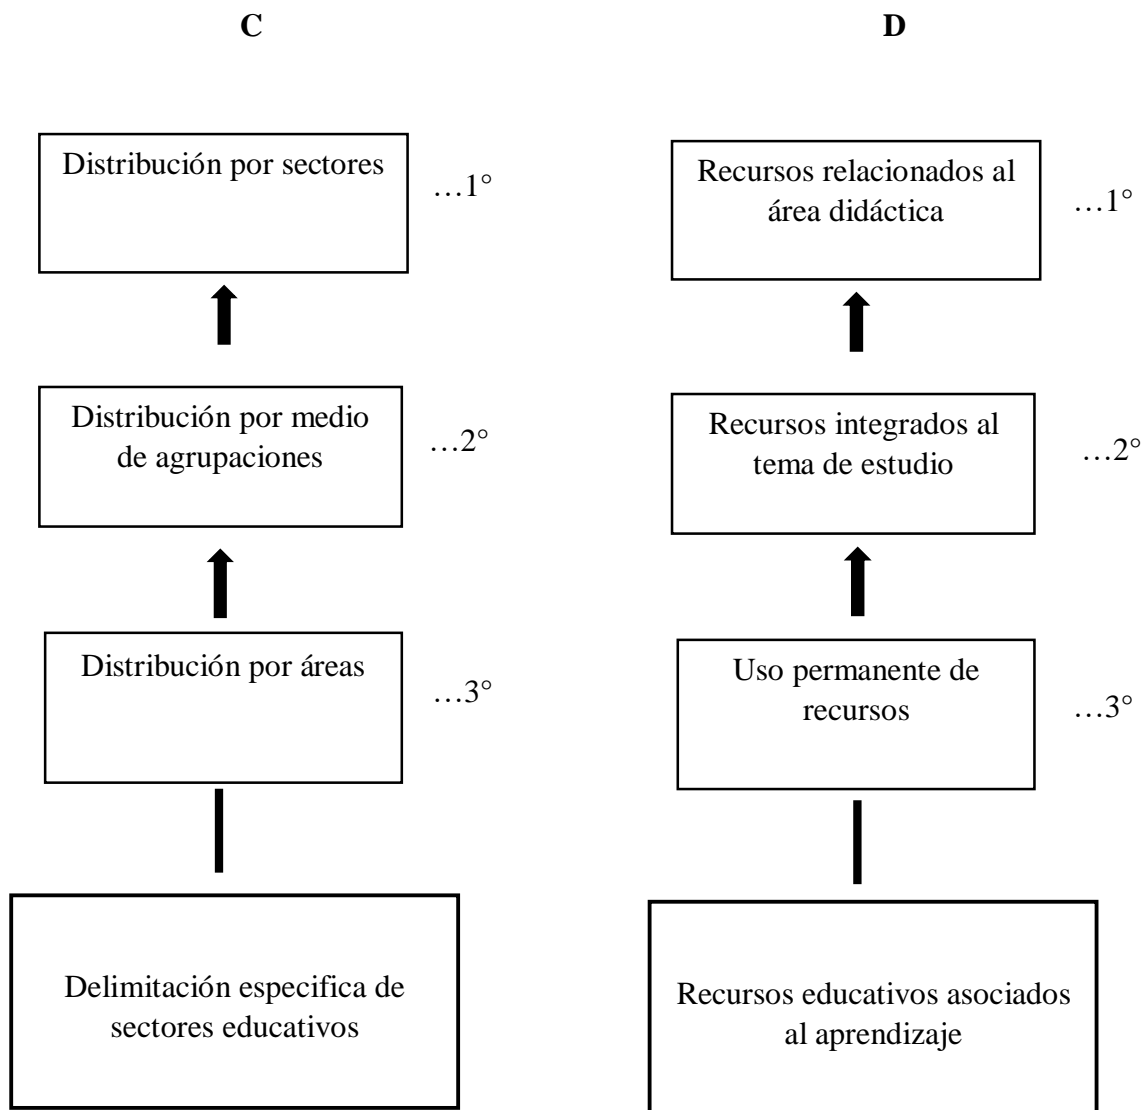 C
Distribución por sectores
…1°
Distribución por medio
de agrupaciones
…2°
Distribución por áreas
…3°
Delimitación especifica de
sectores educativos
D
Recursos relacionados al
área didáctica
…1°
Recursos integrados al
tema de estudio
…2°
Uso permanente de
recursos
…3°
Recursos educativos asociados
al aprendizaje